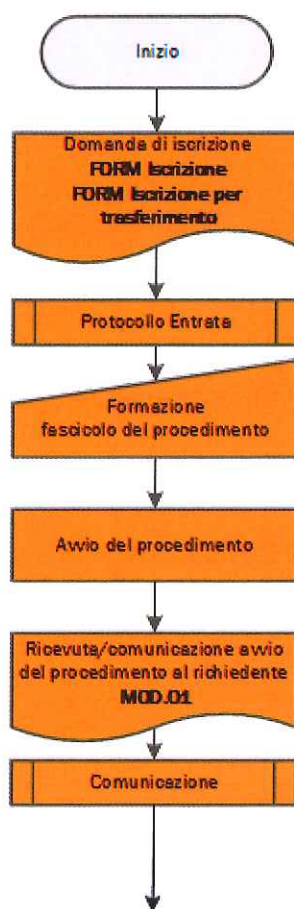 Inizio
Domanda di iscrizione
FORM Iscrizione
FORM Iscrizione per
trasferimento
Protocollo Entrata
Formazione
fascicolo del procedimento
Avvio del procedimento
Ricevuta/comunicazione avvio
del procedimento al richiedente
MOD.01
Comunicazione